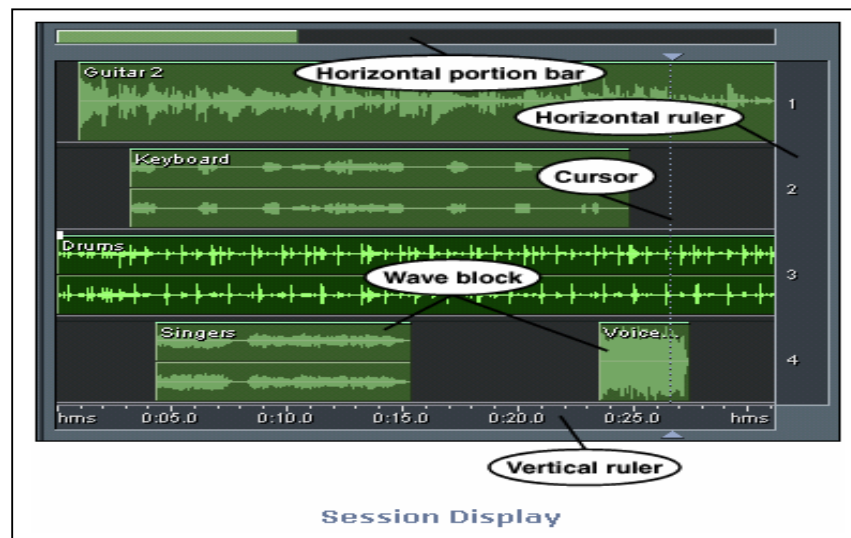 Horizontal portion bar
Guitar 2
1
Horizontal ruler
Keyboard
Cursor
2
Drums
Wave block
3
Singers
Voice...
4
hms 0:05.0 0:10.0 0:15.0 0:20.0 0:25.0 hms
Vertical ruler
Session Display